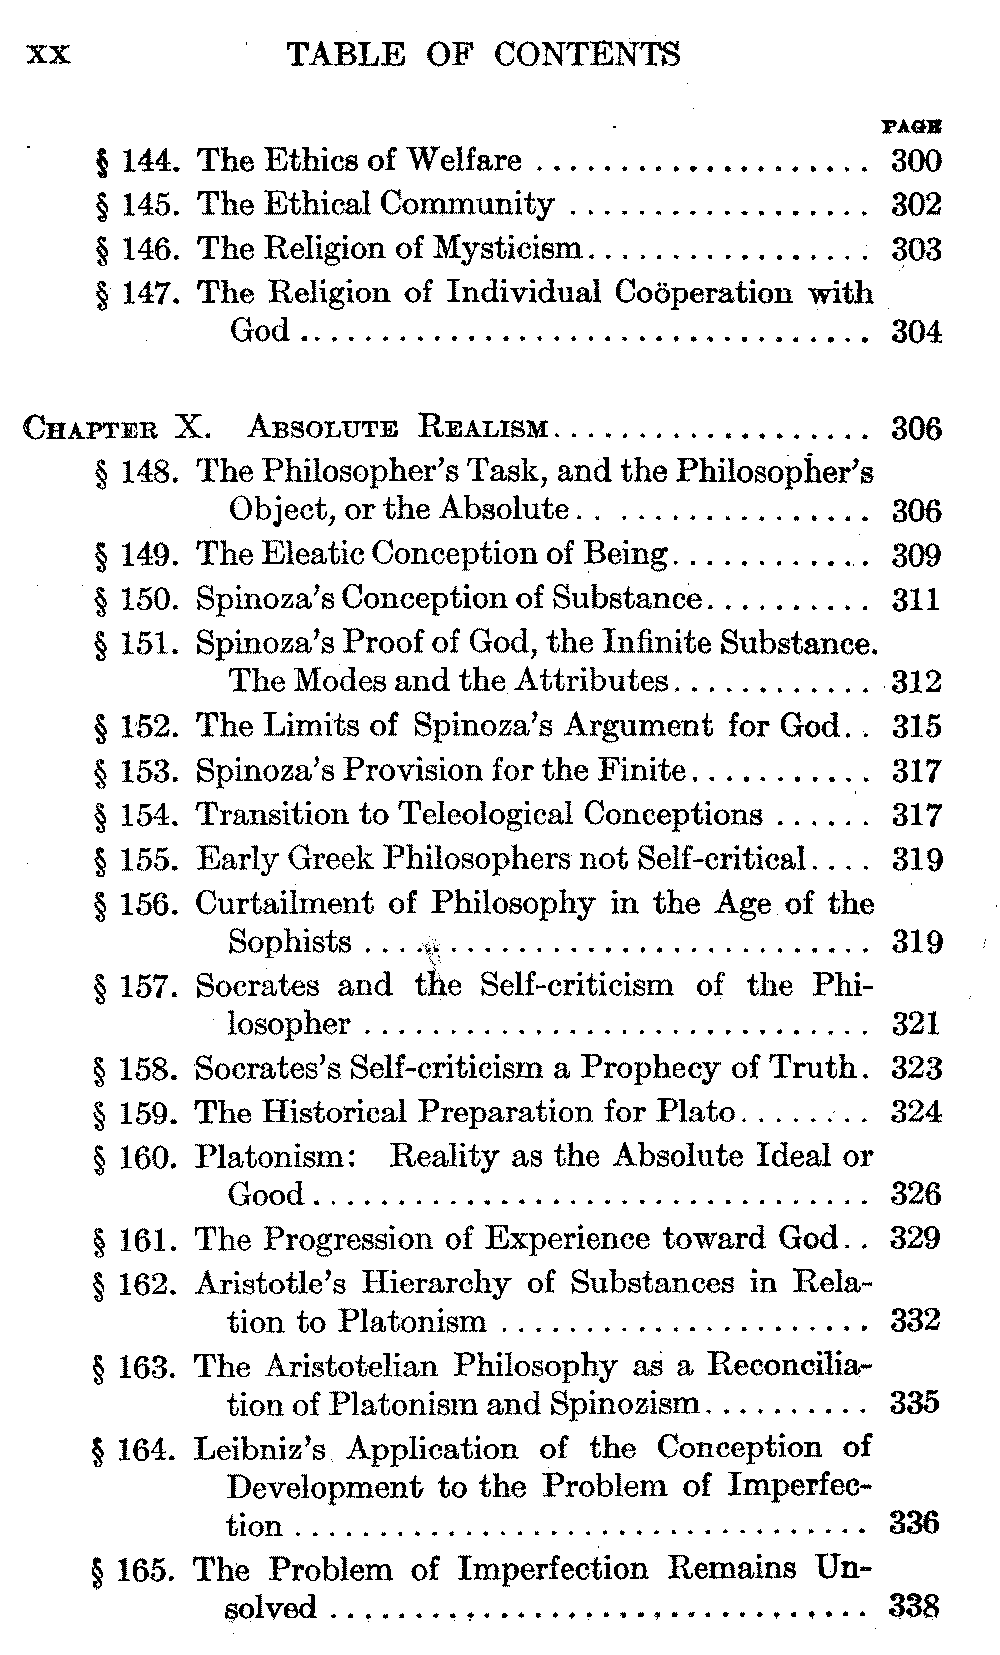 xx TABLE OF CONTENTS
PAGE
§ 144. The Ethics of Welfare .................... 300
§ 145. The Ethical Community .................. 302
§ 146. The Religion of Mysticism................. 303
§ 147. The Religion of Individual Coöperation with
God.................................. 304
CHAPTER X. ABSOLUTE REALISM................... 306
§ 148. The Philosopher's Task, and the Philosopher's
Object, or the Absolute................. 306
§ 149. The Eleatic Conception of Being............ 309
§ 150. Spinoza's Conception of Substance.......... 311
§ 151. Spinoza's Proof of God, the Infinite Substance.
The Modes and the Attributes............ 312
§ 152. The Limits of Spinoza's Argument for God.. 315
§ 153. Spinoza's Provision for the Finite........... 317
§ 154. Transition to Teleological Conceptions ...... 317
§ 155. Early Greek Philosophers not Self-critical.... 319
§ 156. Curtailment of Philosophy in the Age of the
Sophists .............................. 319
§ 157. Socrates and the Self-criticism of the Phi-
losopher .............................. 321
§ 158. Socrates's Self-criticism a Prophecy of Truth. 323
§ 159. The Historical Preparation for Plato........ 324
§ 160. Platonism: Reality as the Absolute Ideal or
Good................................. 326
§ 161. The Progression of Experience toward God.. 329
§ 162. Aristotle's Hierarchy of Substances in Rela-
tion to Platonism ...................... 332
§ 163. The Aristotelian Philosophy as a Reconcilia-
tion of Platonism and Spinozism.......... 335
§ 164. Leibniz's Application of the Conception of
Development to the Problem of Imperfec-
tion .................................. 336
§ 165. The Problem of Imperfection Remains Un-
solved ................................ 338